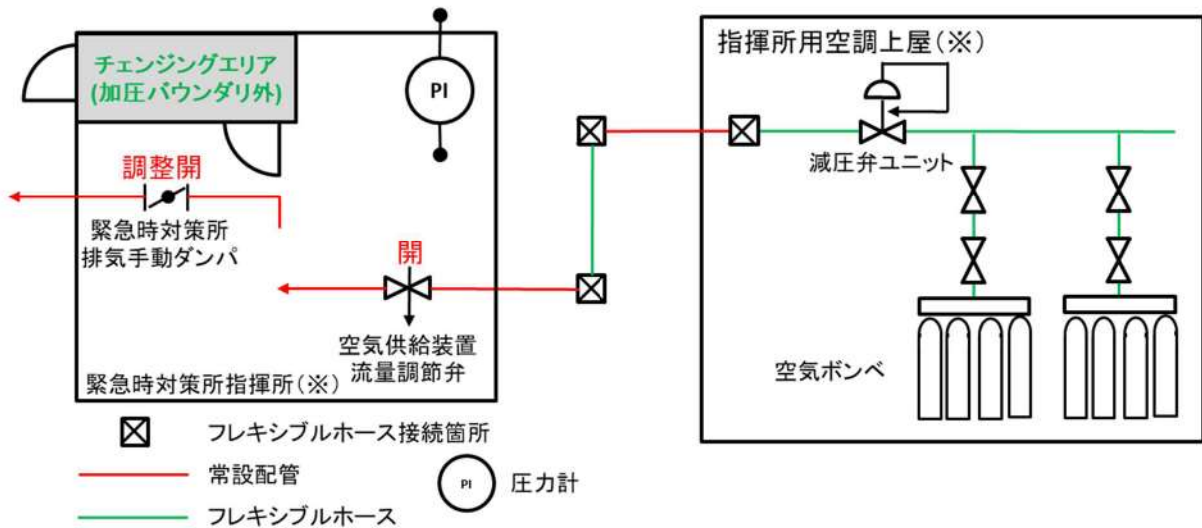 チェンジングエリア
(加圧バウンダリ外)
PI
調整開
緊急時対策所
排気手動ダンパ
開
空気供給装置
流量調節弁
緊急時対策所指揮所(※)
指揮所用空調上屋(※)
減圧弁ユニット
空気ボンベ
フレキシブルホース接続箇所
常設配管
フレキシブルホース
PI
圧力計